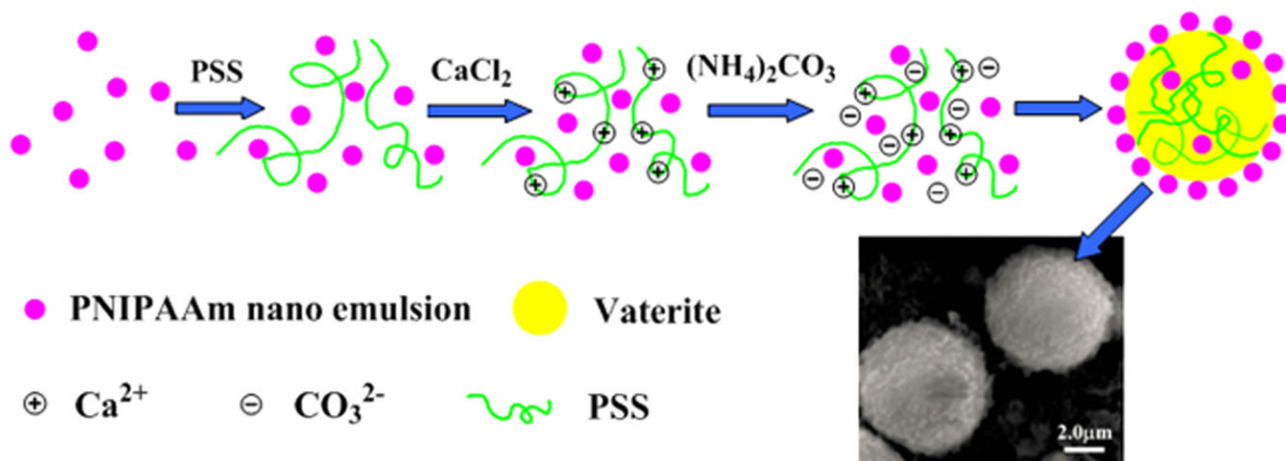 PSS
CaCl₂
(NH₄)₂CO₃
PNIPAAm nano emulsion
Vaterite
Ca²⁺
CO₃²⁻
PSS
2.0μm